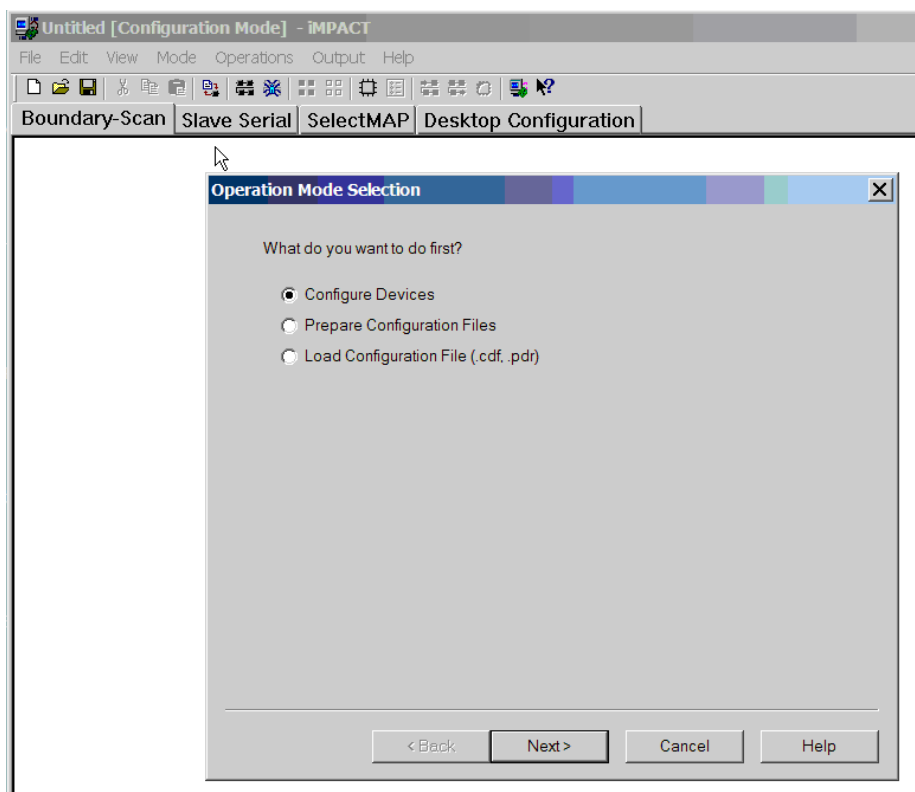 Untitled [Configuration Mode] - iMPACT
File Edit View Mode Operations Output Help
Boundary-Scan Slave Serial SelectMAP Desktop Configuration
Operation Mode Selection
What do you want to do first?
Configure Devices
Prepare Configuration Files
Load Configuration File (.cdf, .pdr)
< Back Next > Cancel Help